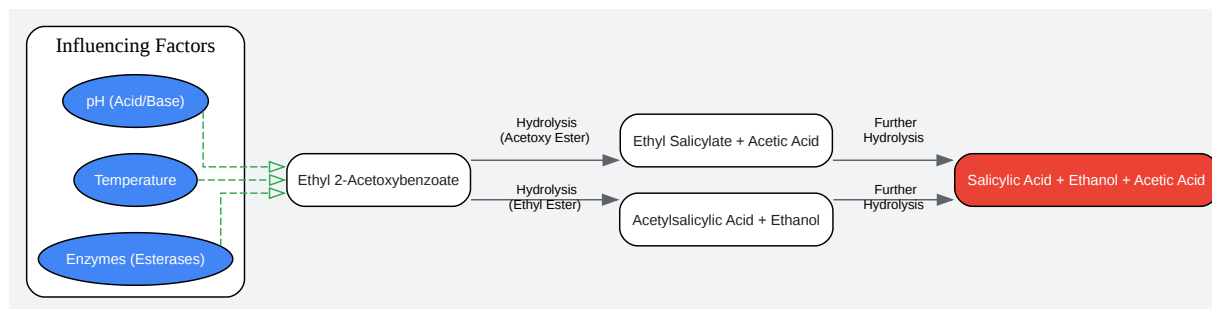 Influencing Factors
pH (Acid/Base)
Temperature
Enzymes (Esterases)
Ethyl 2-Acetoxybenzoate
Hydrolysis
(Acetoxy Ester)
Hydrolysis
(Ethyl Ester)
Ethyl Salicylate + Acetic Acid
Acetylsalicylic Acid + Ethanol
Further
Hydrolysis
Further
Hydrolysis
Salicylic Acid + Ethanol + Acetic Acid